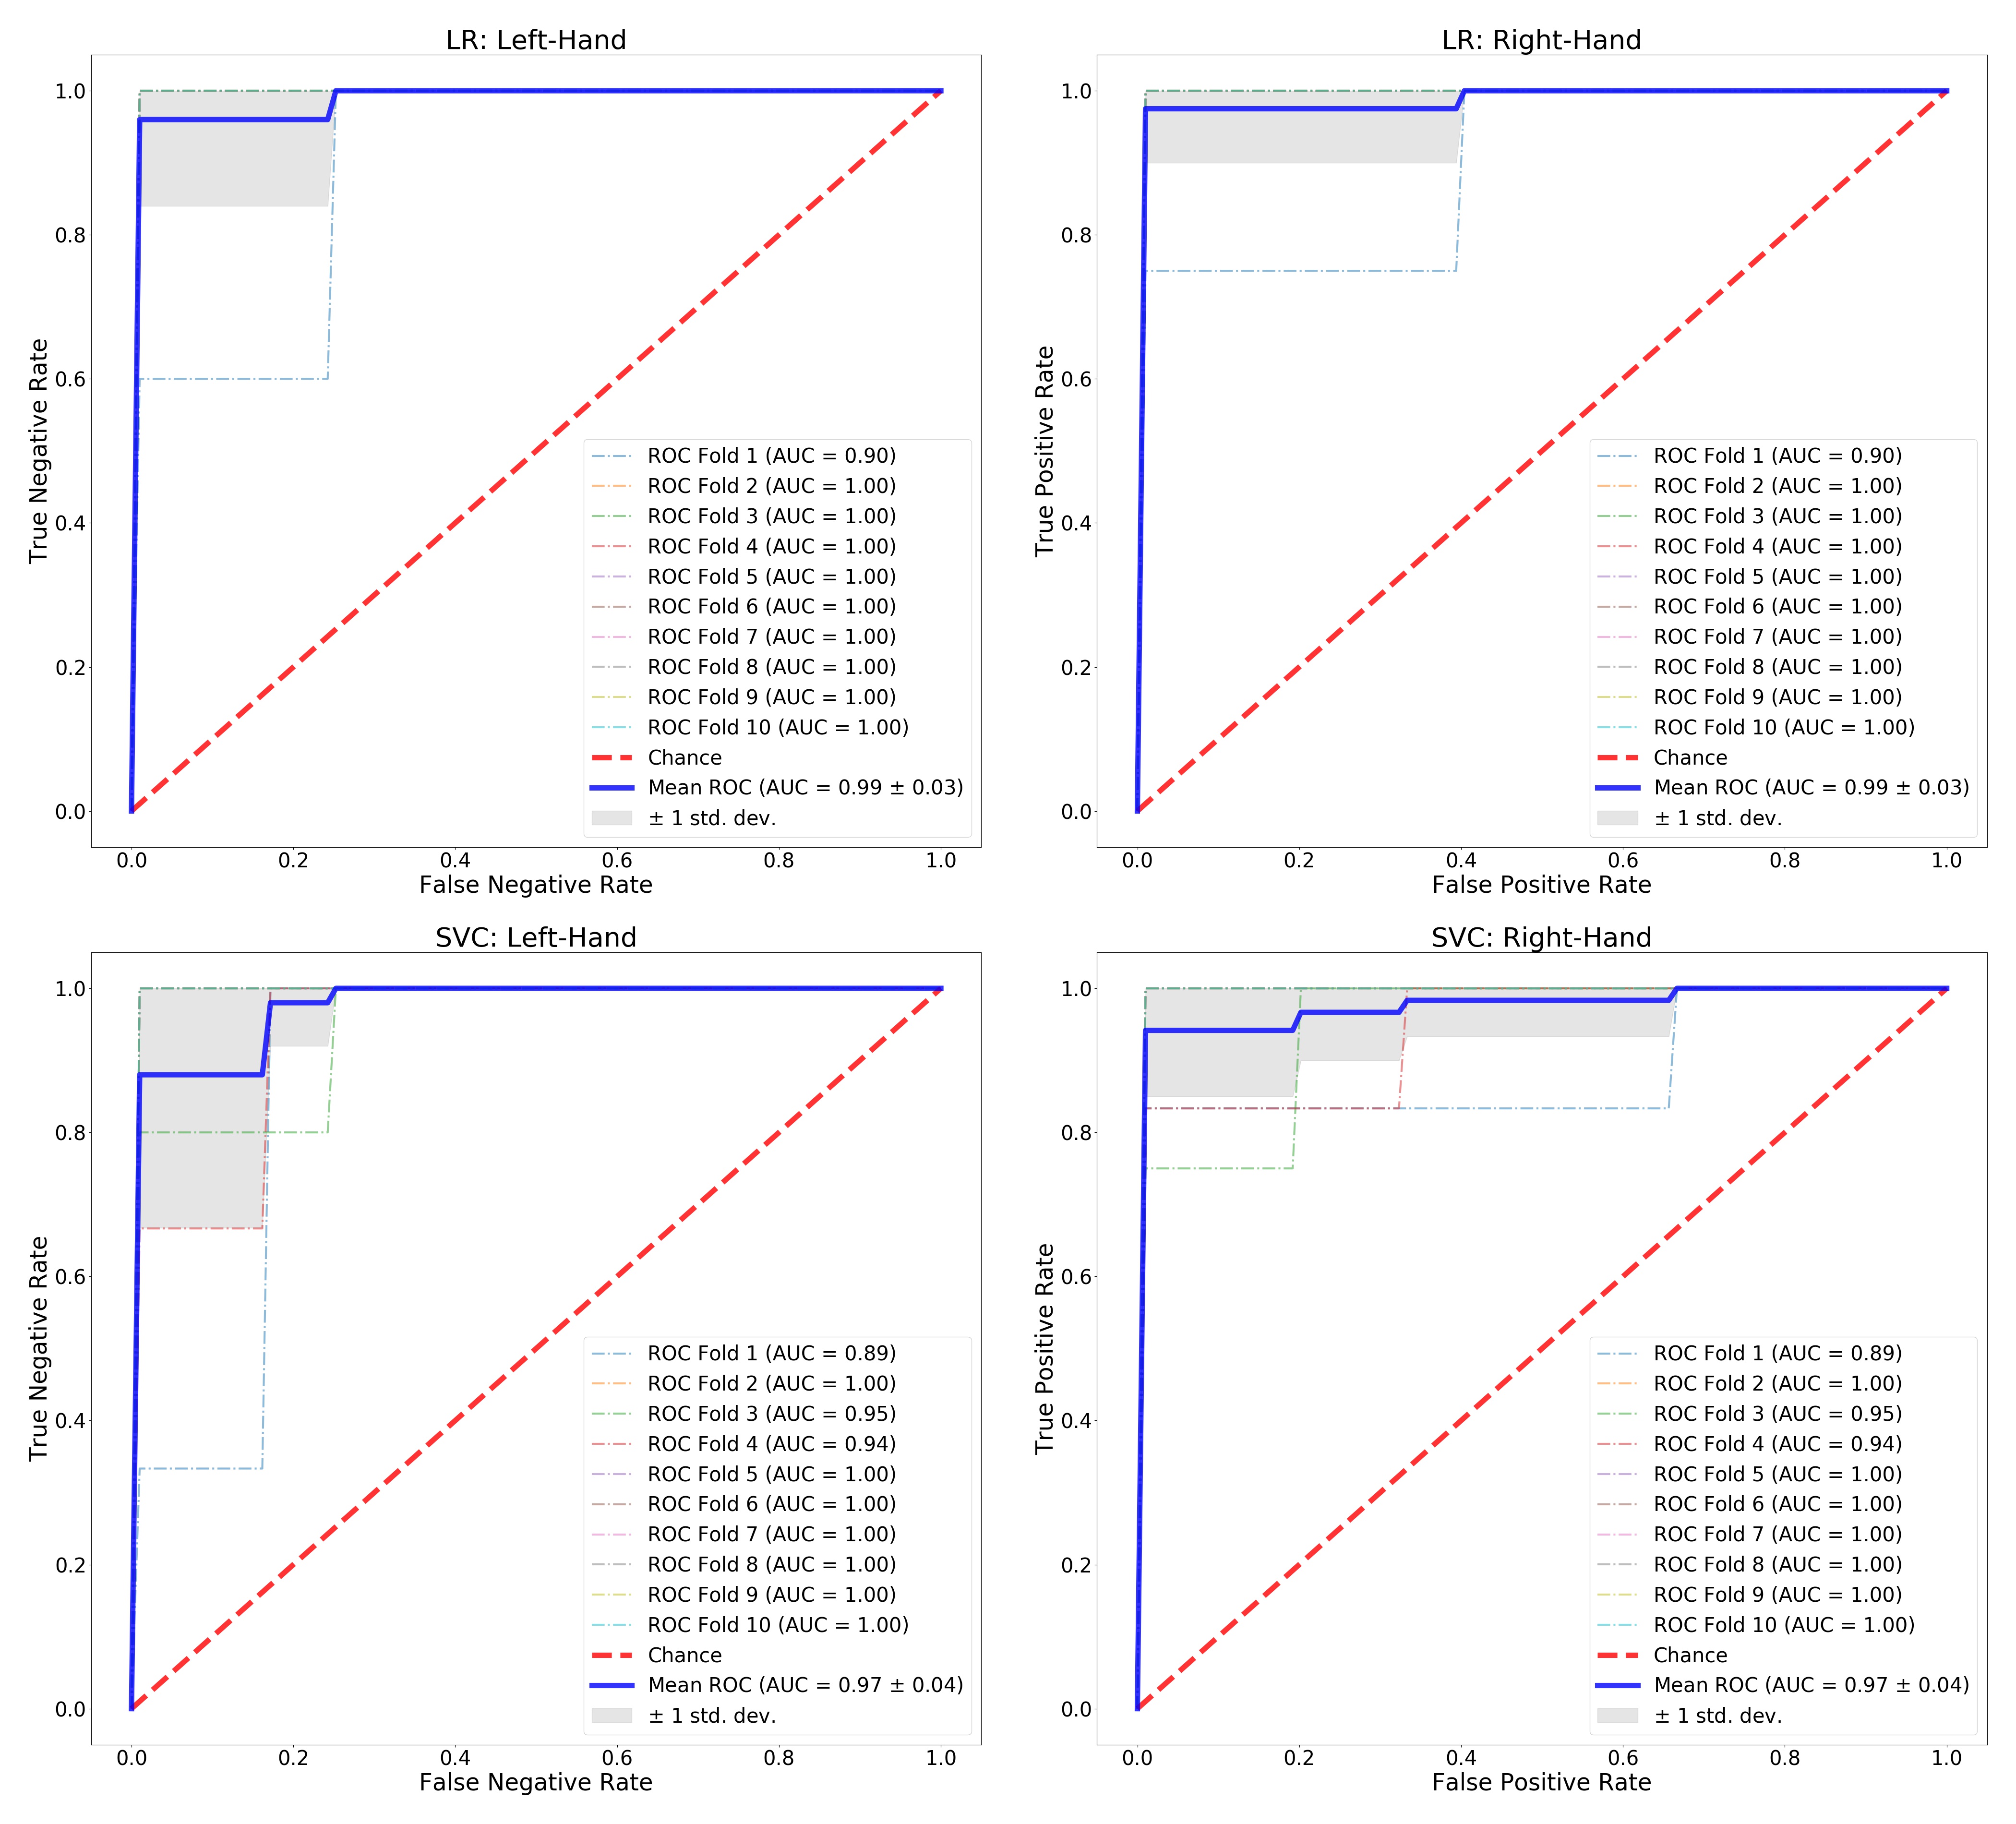 LR: Left-Hand
True Negative Rate
1.0
0.8
0.6
0.4
0.2
0.0
ROC Fold 1 (AUC = 0.90)
ROC Fold 2 (AUC = 1.00)
ROC Fold 3 (AUC = 1.00)
ROC Fold 4 (AUC = 1.00)
ROC Fold 5 (AUC = 1.00)
ROC Fold 6 (AUC = 1.00)
ROC Fold 7 (AUC = 1.00)
ROC Fold 8 (AUC = 1.00)
ROC Fold 9 (AUC = 1.00)
ROC Fold 10 (AUC = 1.00)
Chance
Mean ROC (AUC = 0.99 ± 0.03)
± 1 std. dev.
0.0 0.2 0.4 0.6 0.8 1.0
False Negative Rate
LR: Right-Hand
True Positive Rate
1.0
0.8
0.6
0.4
0.2
0.0
ROC Fold 1 (AUC = 0.90)
ROC Fold 2 (AUC = 1.00)
ROC Fold 3 (AUC = 1.00)
ROC Fold 4 (AUC = 1.00)
ROC Fold 5 (AUC = 1.00)
ROC Fold 6 (AUC = 1.00)
ROC Fold 7 (AUC = 1.00)
ROC Fold 8 (AUC = 1.00)
ROC Fold 9 (AUC = 1.00)
ROC Fold 10 (AUC = 1.00)
Chance
Mean ROC (AUC = 0.99 ± 0.03)
± 1 std. dev.
0.0 0.2 0.4 0.6 0.8 1.0
False Positive Rate
SVC: Left-Hand
True Negative Rate
1.0
0.8
0.6
0.4
0.2
0.0
ROC Fold 1 (AUC = 0.89)
ROC Fold 2 (AUC = 1.00)
ROC Fold 3 (AUC = 0.95)
ROC Fold 4 (AUC = 0.94)
ROC Fold 5 (AUC = 1.00)
ROC Fold 6 (AUC = 1.00)
ROC Fold 7 (AUC = 1.00)
ROC Fold 8 (AUC = 1.00)
ROC Fold 9 (AUC = 1.00)
ROC Fold 10 (AUC = 1.00)
Chance
Mean ROC (AUC = 0.97 ± 0.04)
± 1 std. dev.
0.0 0.2 0.4 0.6 0.8 1.0
False Negative Rate
SVC: Right-Hand
True Positive Rate
1.0
0.8
0.6
0.4
0.2
0.0
ROC Fold 1 (AUC = 0.89)
ROC Fold 2 (AUC = 1.00)
ROC Fold 3 (AUC = 0.95)
ROC Fold 4 (AUC = 0.94)
ROC Fold 5 (AUC = 1.00)
ROC Fold 6 (AUC = 1.00)
ROC Fold 7 (AUC = 1.00)
ROC Fold 8 (AUC = 1.00)
ROC Fold 9 (AUC = 1.00)
ROC Fold 10 (AUC = 1.00)
Chance
Mean ROC (AUC = 0.97 ± 0.04)
± 1 std. dev.
0.0 0.2 0.4 0.6 0.8 1.0
False Positive Rate